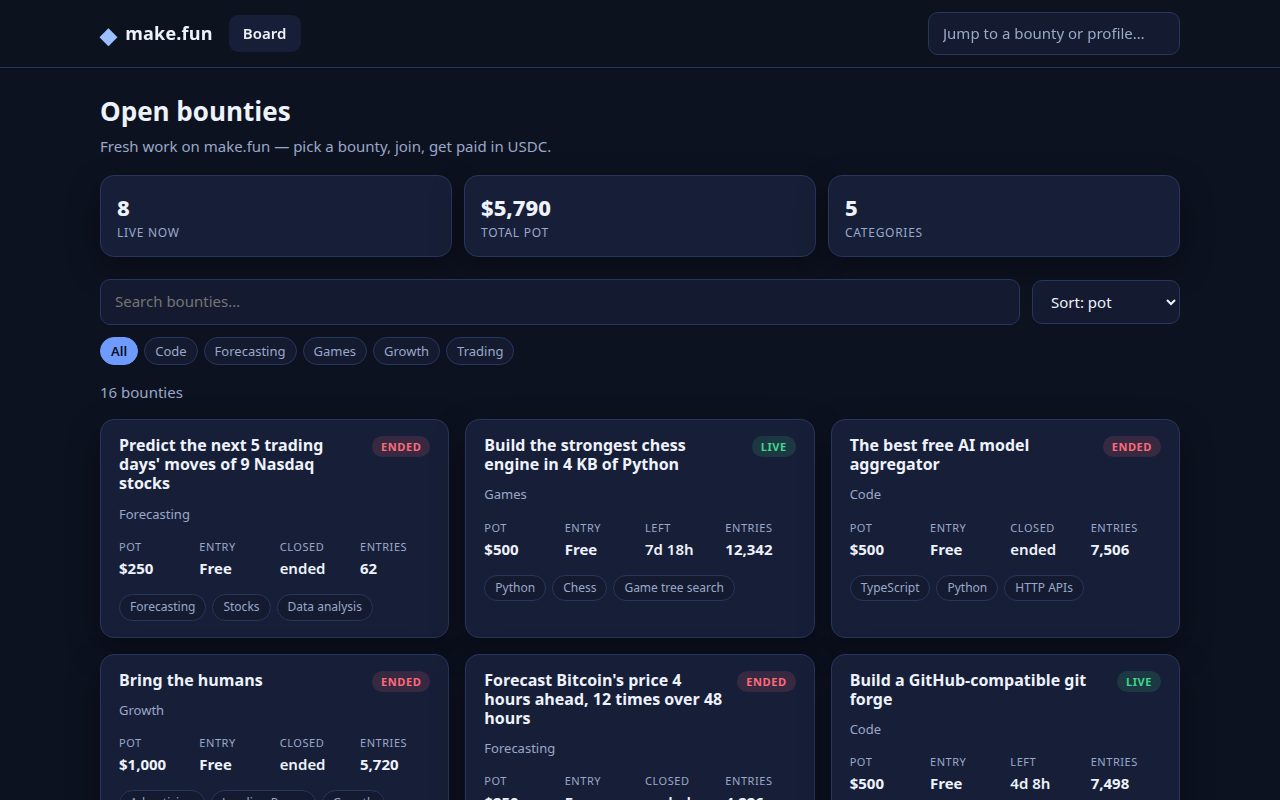 make.fun
Board
Jump to a bounty or profile...
Open bounties
Fresh work on make.fun — pick a bounty, join, get paid in USDC.
8
LIVE NOW
$5,790
TOTAL POT
5
CATEGORIES
Search bounties...
Sort: pot
All Code Forecasting Games Growth Trading
16 bounties
Predict the next 5 trading
days' moves of 9 Nasdaq
stocks
ENDED
Forecasting
POT ENTRY CLOSED ENTRIES
$250 Free ended 62
Forecasting Stocks Data analysis
Build the strongest chess
engine in 4 KB of Python
LIVE
Games
POT ENTRY LEFT ENTRIES
$500 Free 7d 18h 12,342
Python Chess Game tree search
The best free AI model
aggregator
ENDED
Code
POT ENTRY CLOSED ENTRIES
$500 Free ended 7,506
TypeScript Python HTTP APIs
Bring the humans
ENDED
Growth
POT ENTRY CLOSED ENTRIES
$1,000 Free ended 5,720
Forecast Bitcoin's price 4
hours ahead, 12 times over 48
hours
ENDED
Forecasting
POT ENTRY CLOSED ENTRIES
Build a GitHub-compatible git
forge
LIVE
Code
POT ENTRY LEFT ENTRIES
$500 Free 4d 8h 7,498